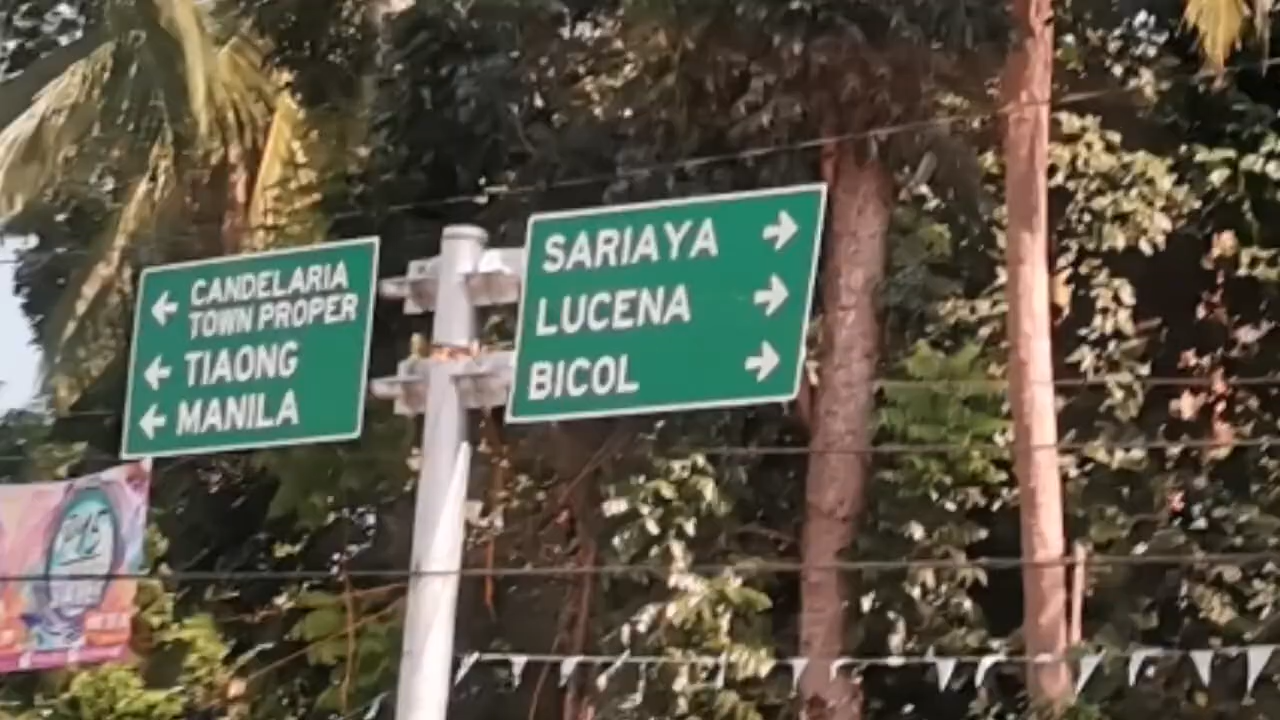 CANDELARIA
TOWN PROPER
TIAONG
MANILA
SARIAYA
LUCENA
BICOL